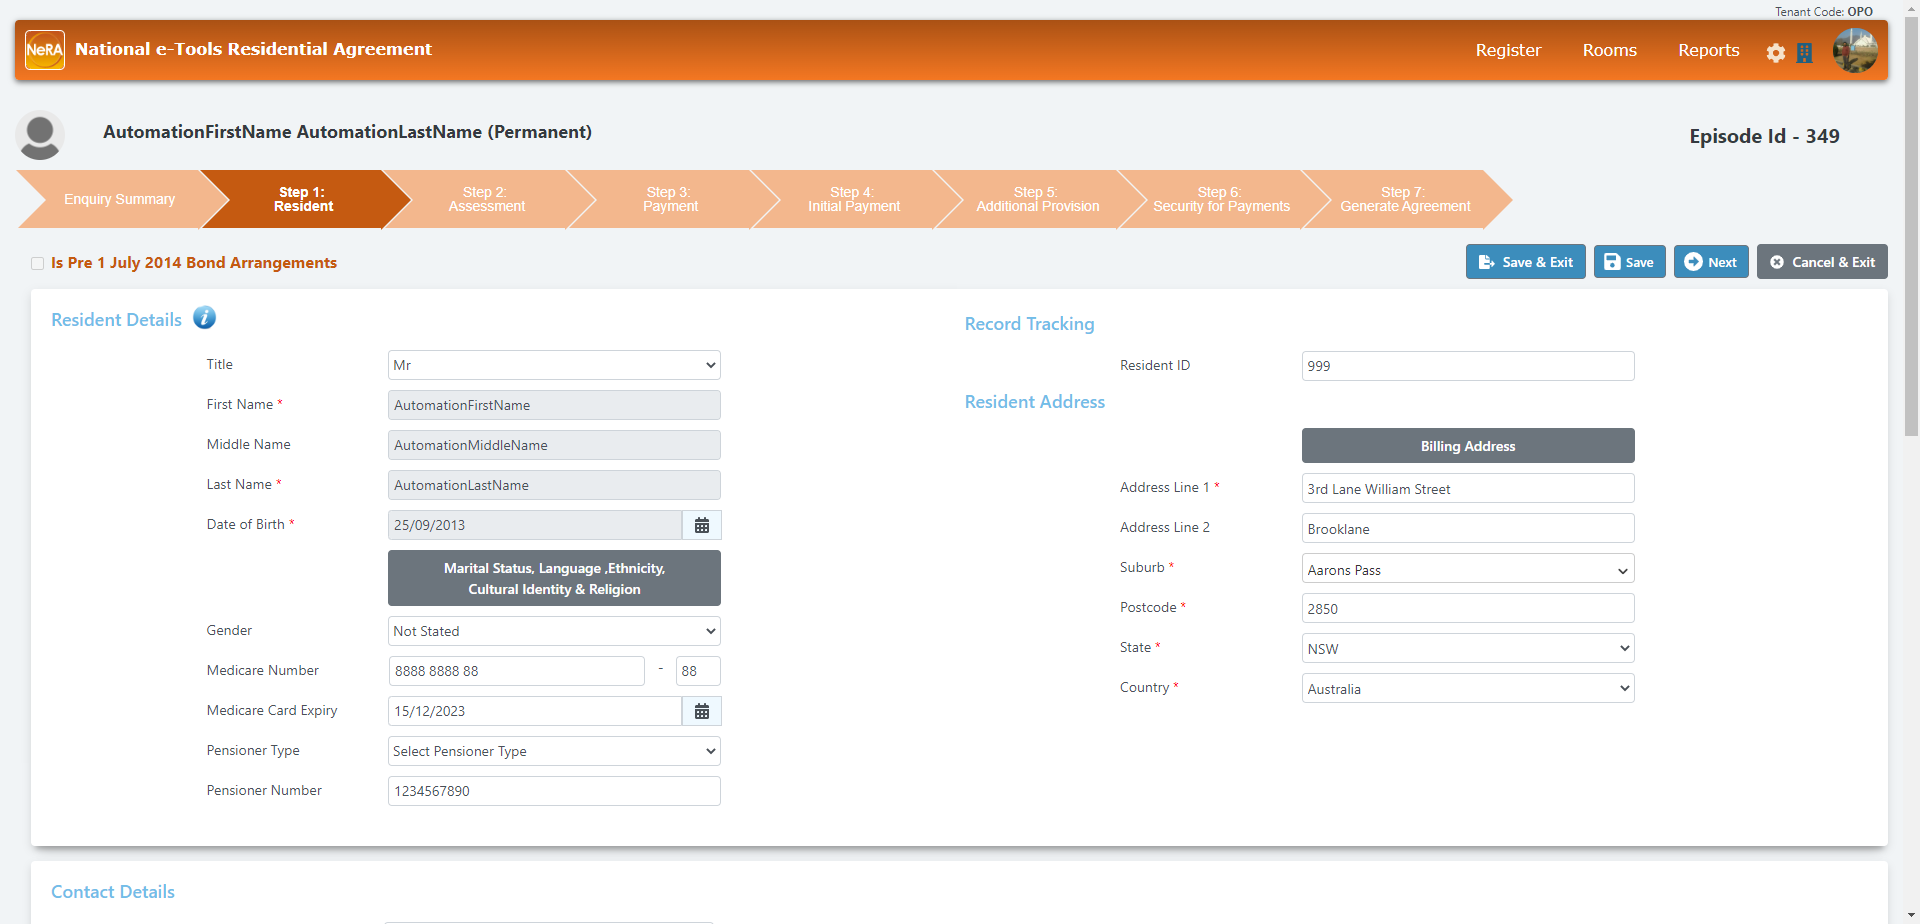 Tenant Code: OPO
NeRA National e-Tools Residential Agreement
Register Rooms Reports
AutomationFirstName AutomationLastName (Permanent)
Episode Id - 349
Enquiry Summary
Step 1:
Resident
Step 2:
Assessment
Step 3:
Payment
Step 4:
Initial Payment
Step 5:
Additional Provision
Step 6:
Security for Payments
Step 7:
Generate Agreement
Is Pre 1 July 2014 Bond Arrangements
Save & Exit Save Next Cancel & Exit
Resident Details i
Title Mr
First Name * AutomationFirstName
Middle Name AutomationMiddleName
Last Name * AutomationLastName
Date of Birth * 25/09/2013
Marital Status, Language ,Ethnicity,
Cultural Identity & Religion
Gender Not Stated
Medicare Number 8888 8888 88 - 88
Medicare Card Expiry 15/12/2023
Pensioner Type Select Pensioner Type
Pensioner Number 1234567890
Record Tracking
Resident ID 999
Resident Address
Billing Address
Address Line 1 * 3rd Lane William Street
Address Line 2 Brooklane
Suburb * Aarons Pass
Postcode * 2850
State * NSW
Country * Australia
Contact Details